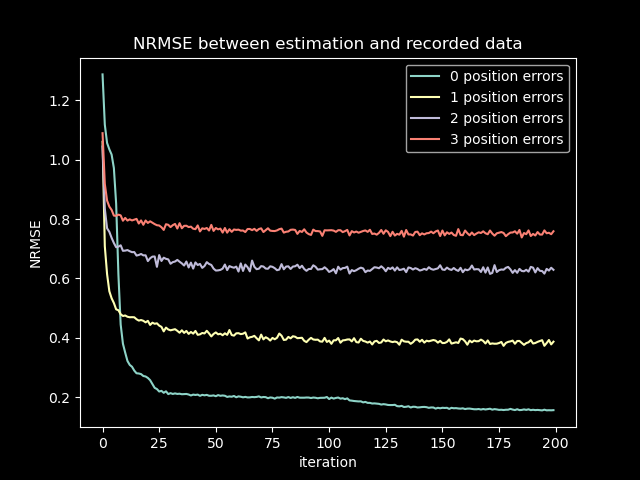 NRMSE between estimation and recorded data
0 position errors
1 position errors
2 position errors
3 position errors
NRMSE
1.2
1.0
0.8
0.6
0.4
0.2
0 25 50 75 100 125 150 175 200
iteration